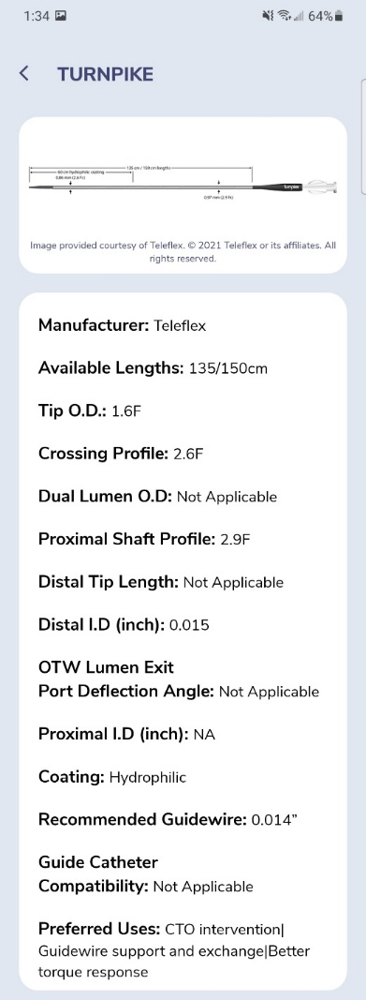 1:34
64%
TURNPIKE
135 cm / 150 cm lengths
60 cm hydrophilic coating
0.86 mm (2.6 Fr)
Turnpike
0.97 mm (2.9 Fr)
Image provided courtesy of Teleflex. © 2021 Teleflex or its affiliates. All
rights reserved.
Manufacturer: Teleflex
Available Lengths: 135/150cm
Tip O.D.: 1.6F
Crossing Profile: 2.6F
Dual Lumen O.D: Not Applicable
Proximal Shaft Profile: 2.9F
Distal Tip Length: Not Applicable
Distal I.D (inch): 0.015
OTW Lumen Exit
Port Deflection Angle: Not Applicable
Proximal I.D (inch): NA
Coating: Hydrophilic
Recommended Guidewire: 0.014”
Guide Catheter
Compatibility: Not Applicable
Preferred Uses: CTO intervention|
Guidewire support and exchange|Better
torque response